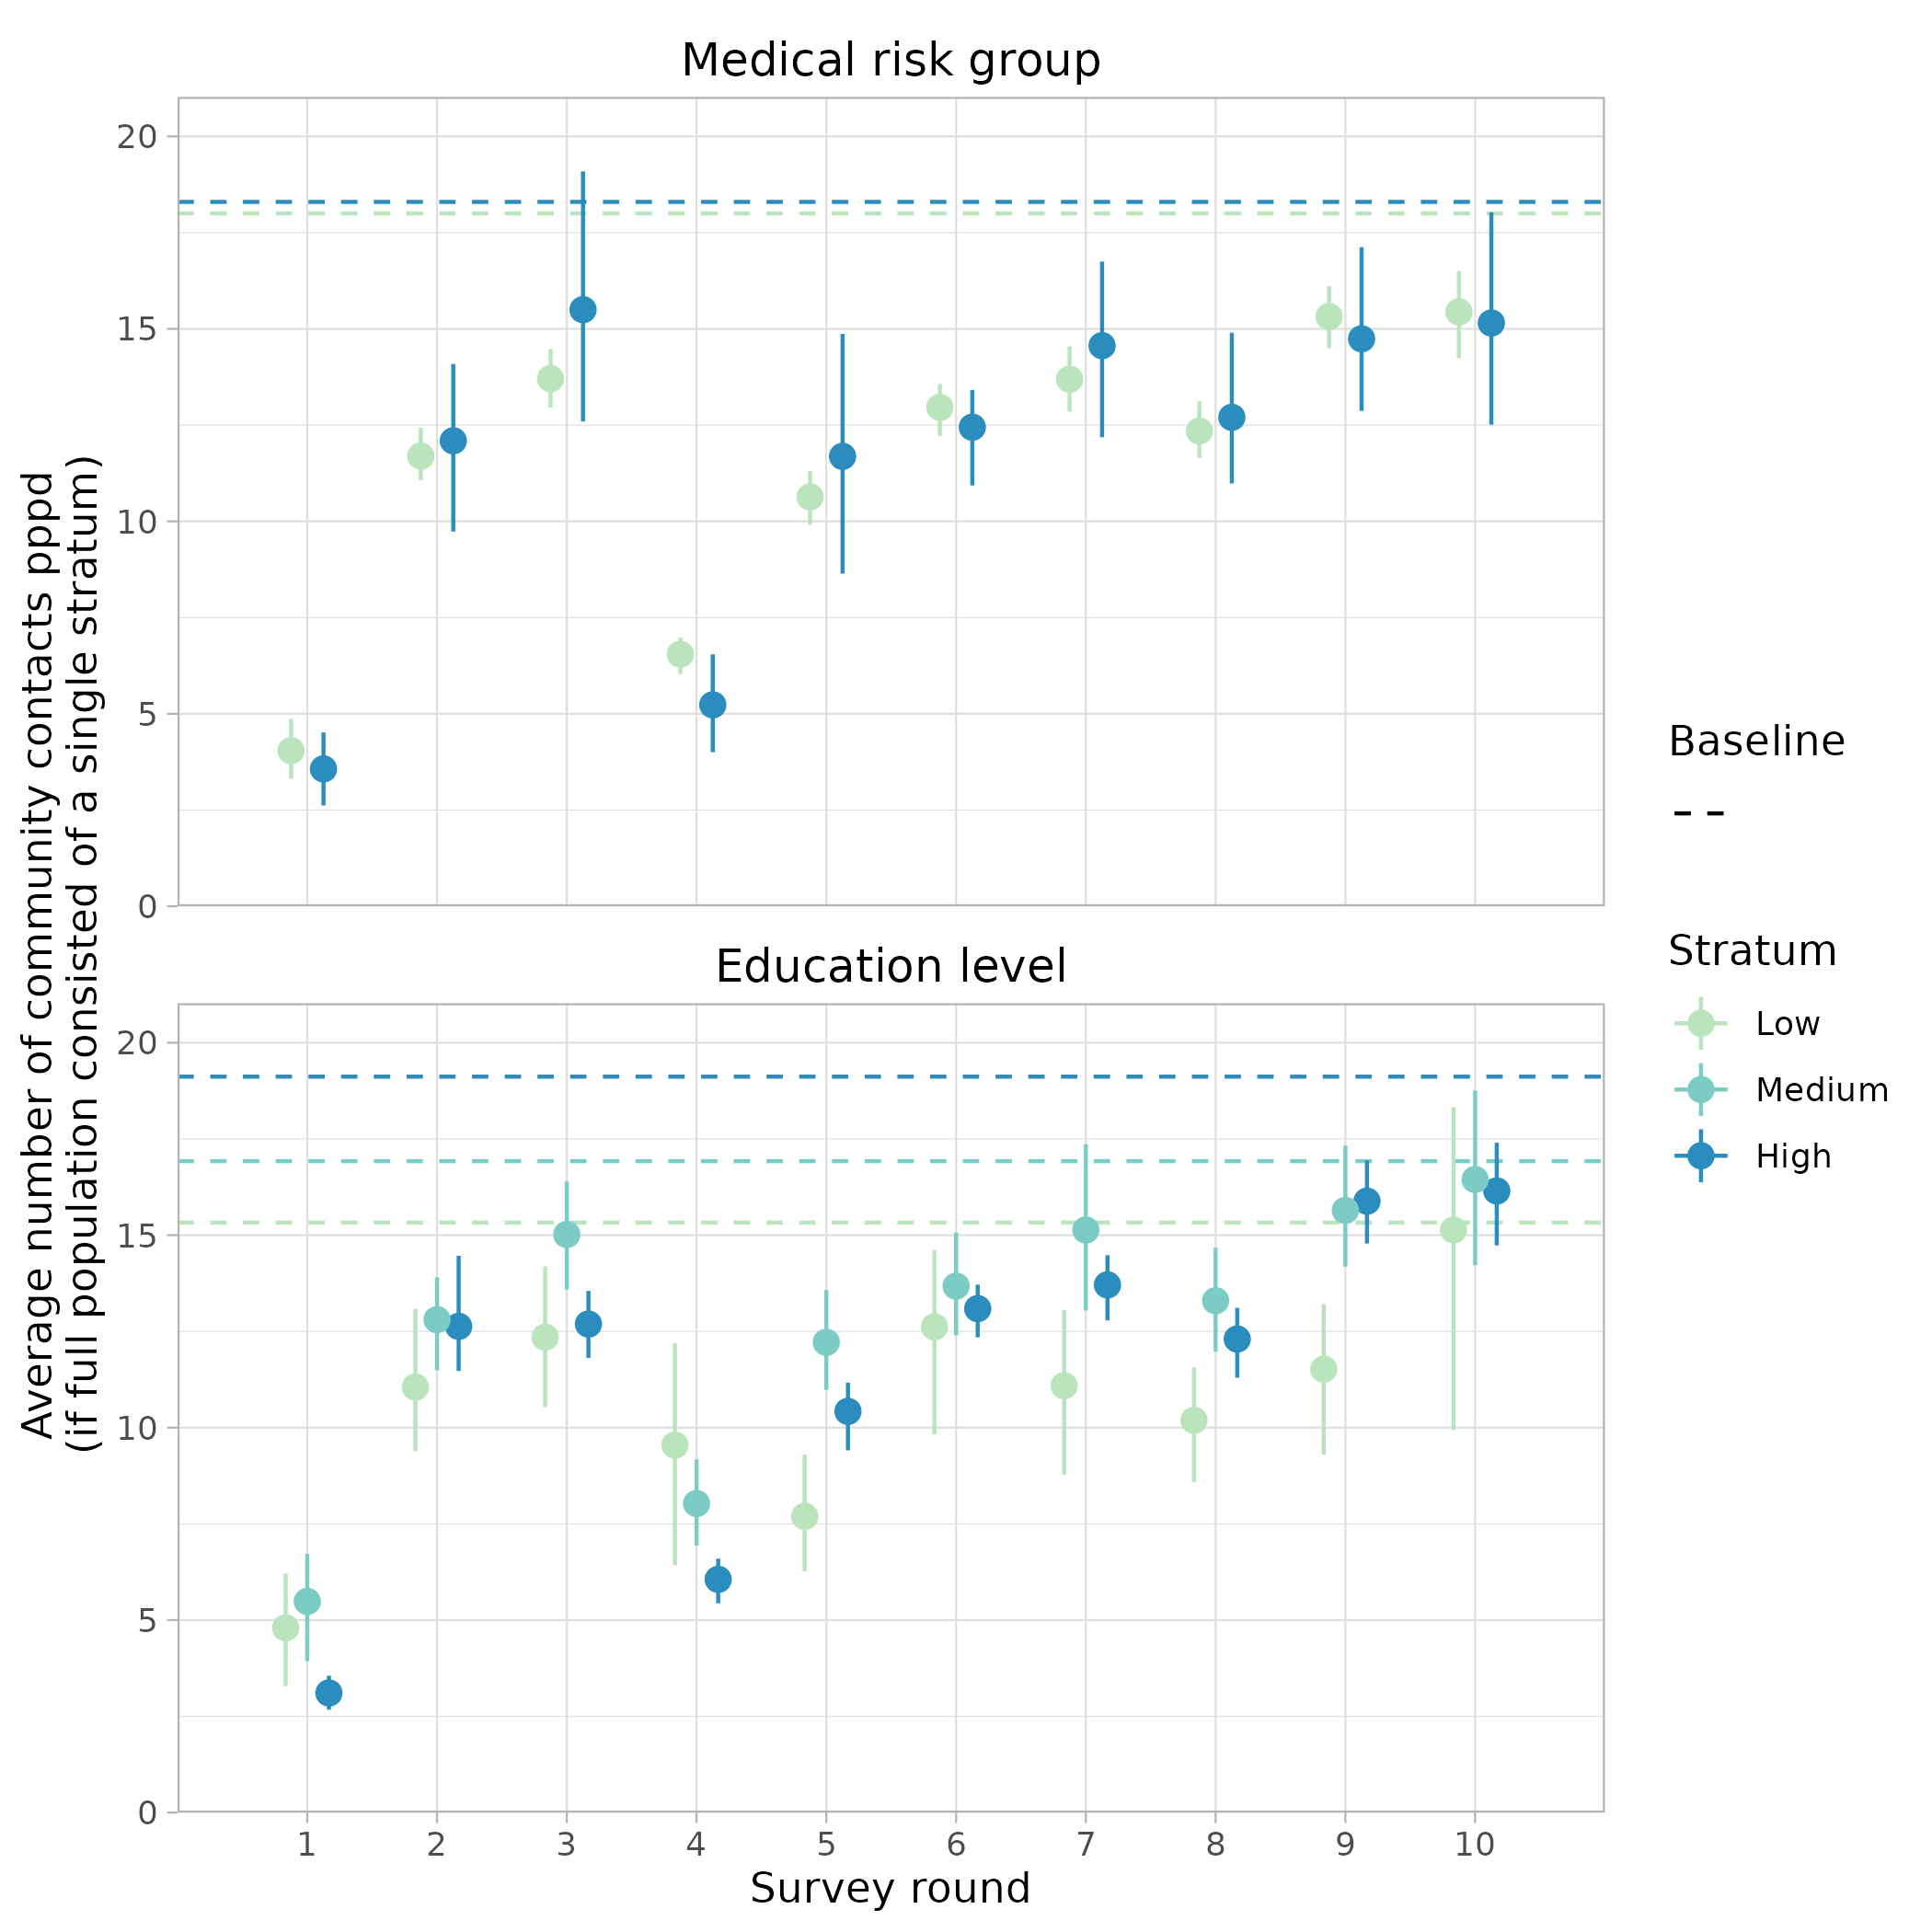 Medical risk group
20
15
10
5
0
Average number of community contacts pppd
(if full population consisted of a single stratum)
Education level
20
15
10
5
0
1 2 3 4 5 6 7 8 9 10
Survey round
Baseline
Stratum
Low
Medium
High